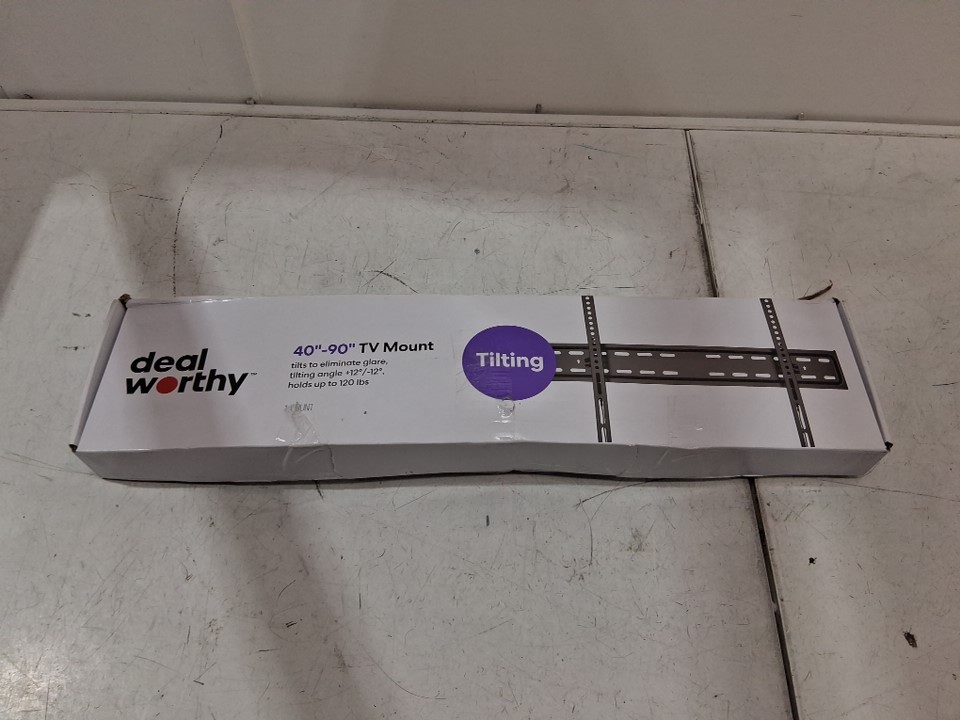 deal
worthy™
40"-90" TV Mount
tilts to eliminate glare,
tilting angle +12°/-12°,
holds up to 120 lbs
Tilting